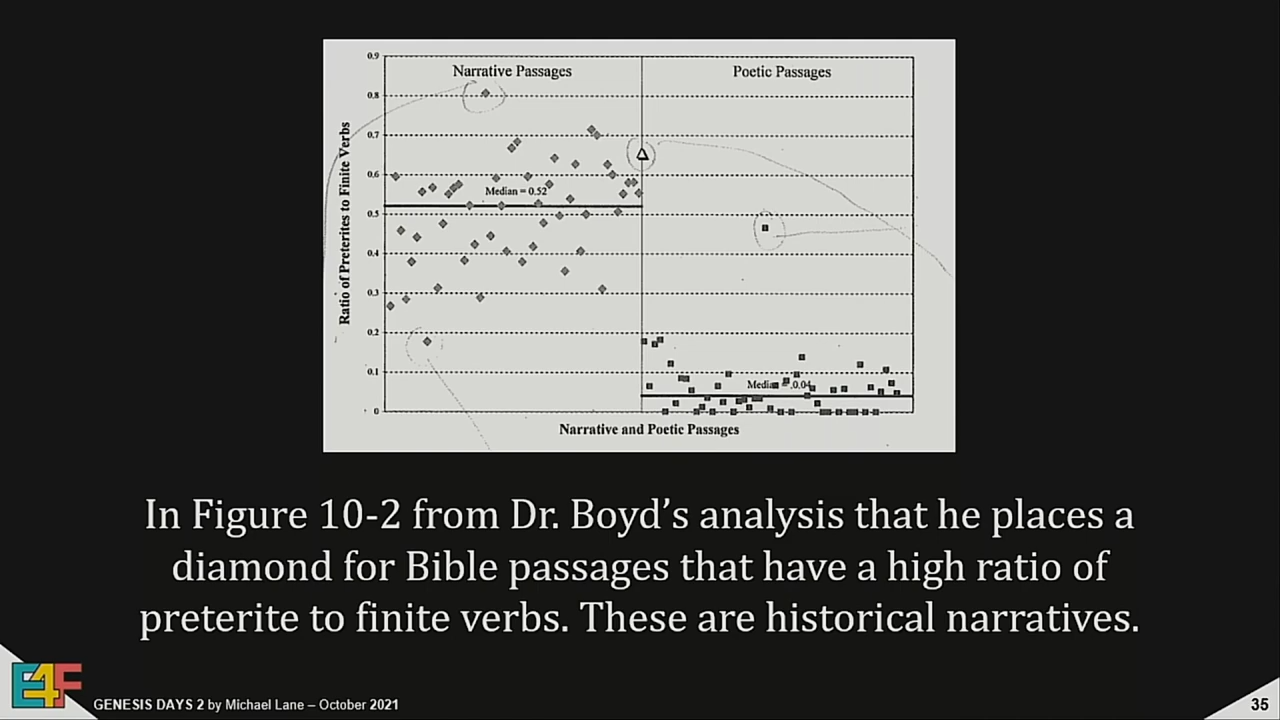 0.9
Narrative Passages
Poetic Passages
0.8
0.7
0.6
Median = 0.52
0.5
0.4
0.3
0.2
0.1
Median = .0.04
0
Ratio of Preterites to Finite Verbs
Narrative and Poetic Passages
In Figure 10-2 from Dr. Boyd's analysis that he places a
diamond for Bible passages that have a high ratio of
preterite to finite verbs. These are historical narratives.
E4F
GENESIS DAYS 2 by Michael Lane – October 2021
35